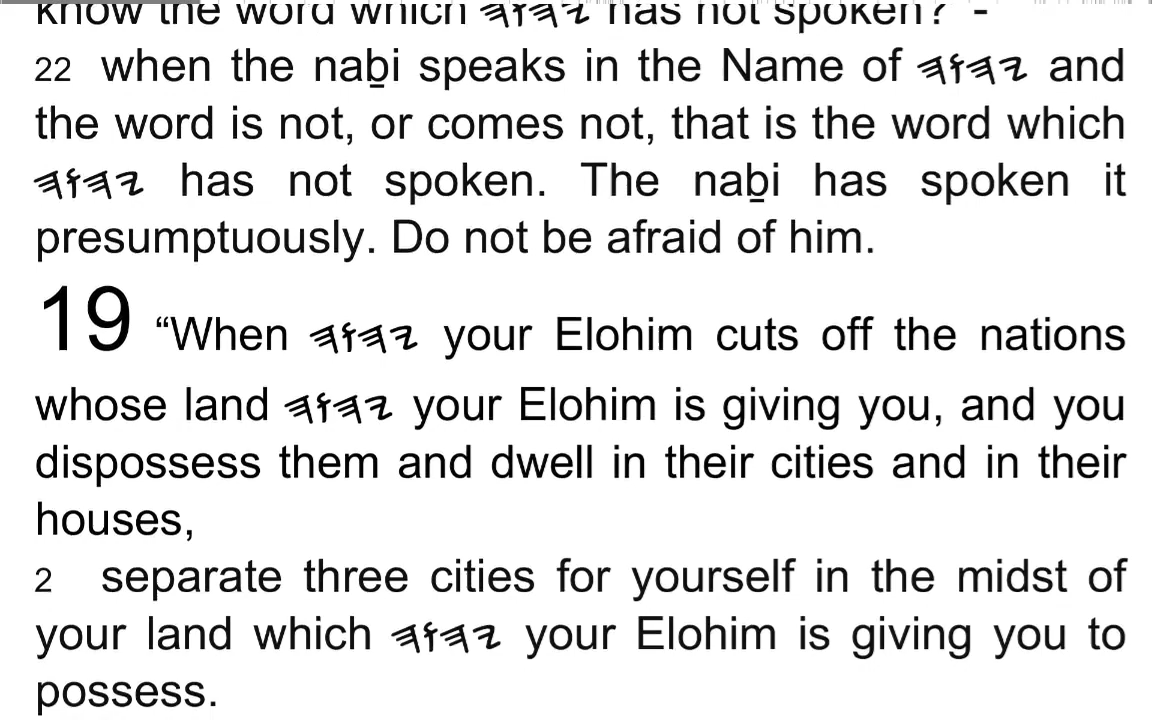 know the word which 𐤉𐤄𐤅𐤄 has not spoken? -
22 when the naḇi speaks in the Name of 𐤉𐤄𐤅𐤄 and
the word is not, or comes not, that is the word which
𐤉𐤄𐤅𐤄 has not spoken. The naḇi has spoken it
presumptuously. Do not be afraid of him.
19 “When 𐤉𐤄𐤅𐤄 your Elohim cuts off the nations
whose land 𐤉𐤄𐤅𐤄 your Elohim is giving you, and you
dispossess them and dwell in their cities and in their
houses,
2 separate three cities for yourself in the midst of
your land which 𐤉𐤄𐤅𐤄 your Elohim is giving you to
possess.